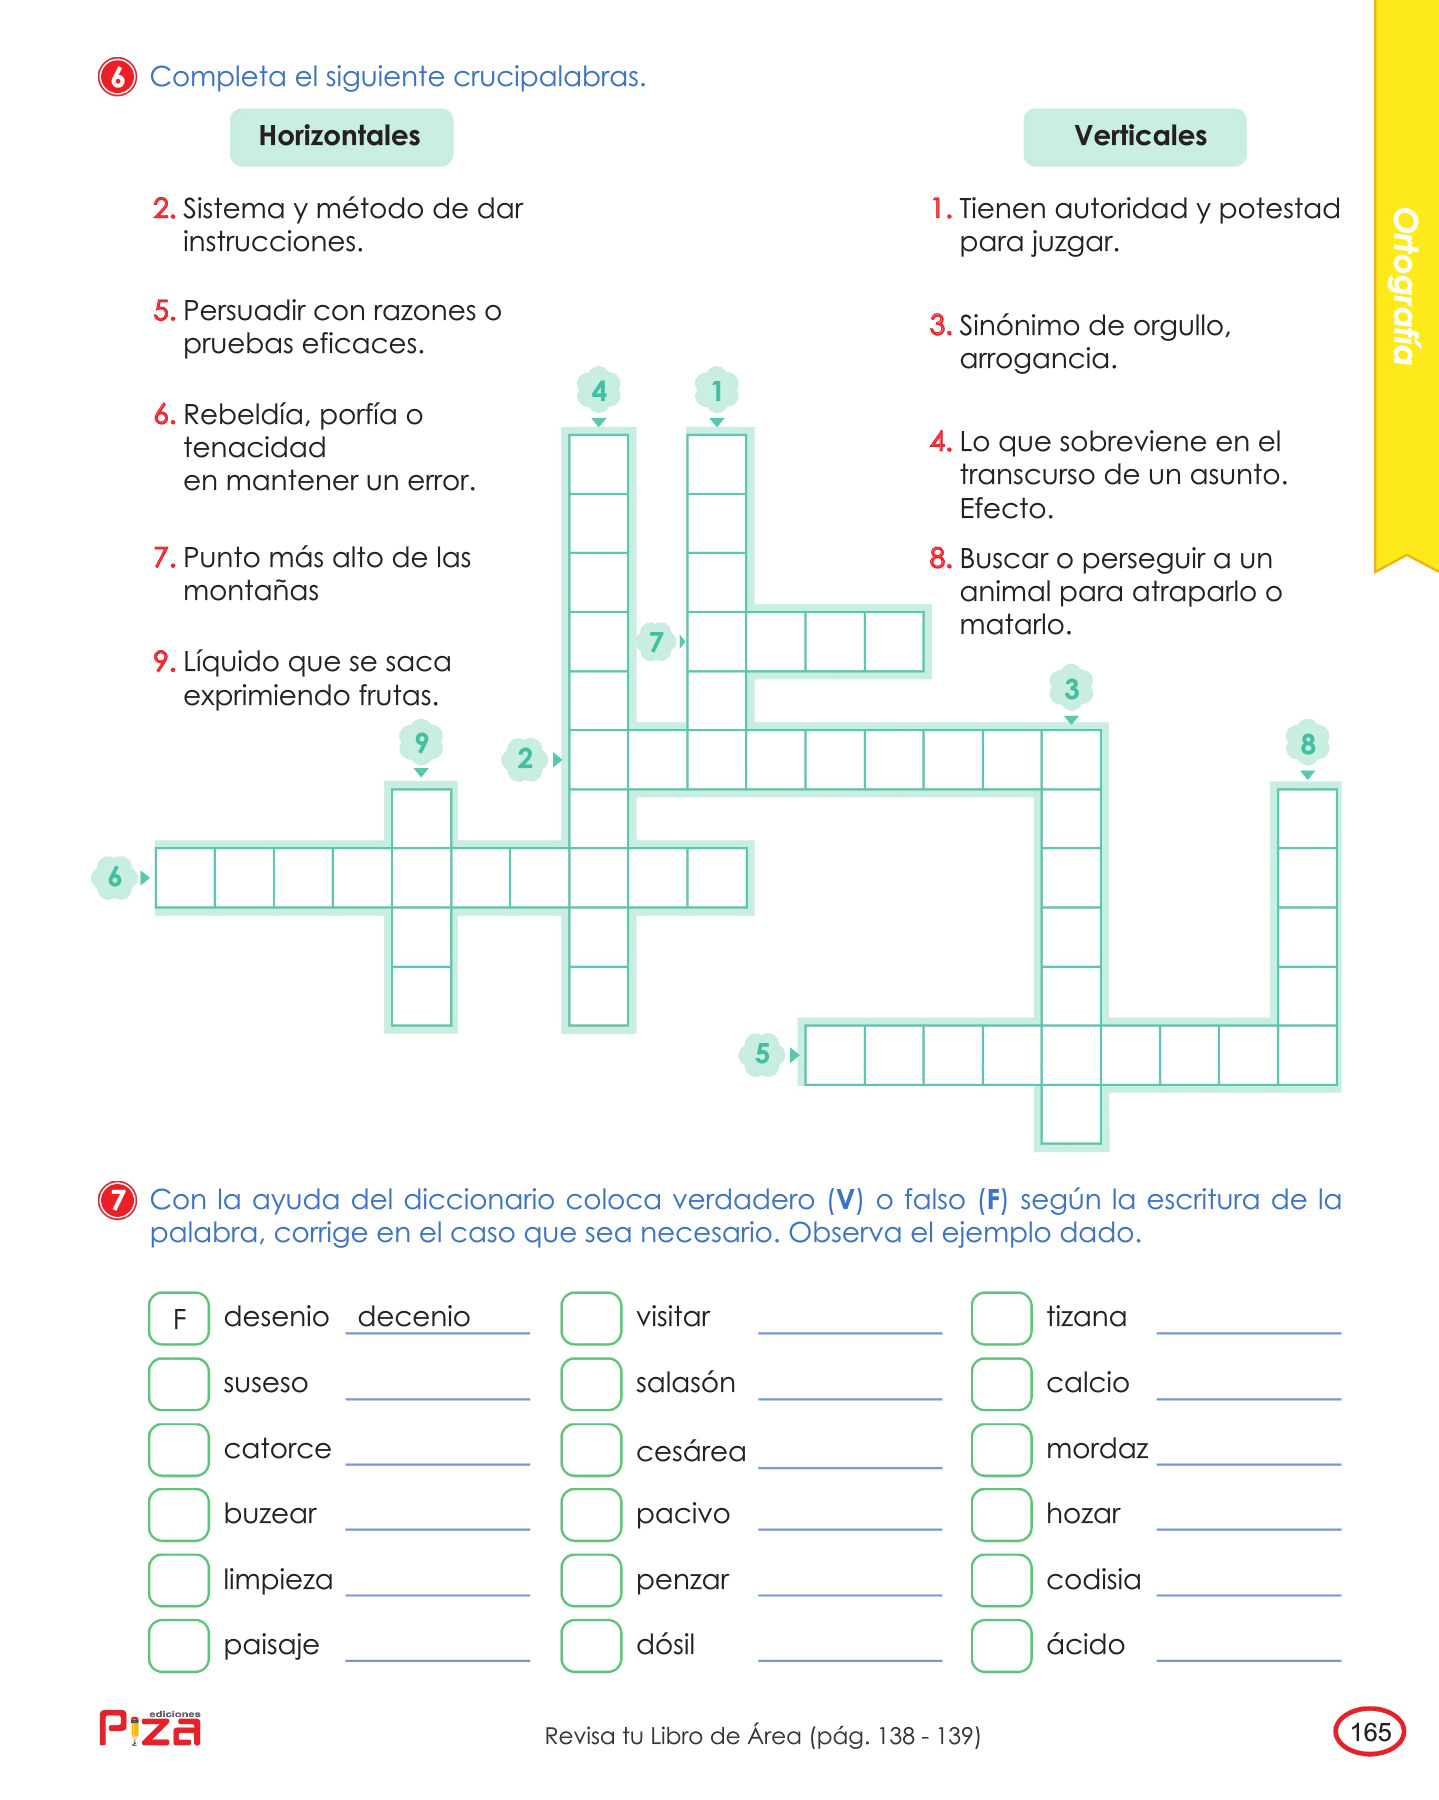 6 Completa el siguiente crucipalabras.
Horizontales
2. Sistema y método de dar
instrucciones.
5. Persuadir con razones o
pruebas eficaces.
6. Rebeldía, porfía o
tenacidad
en mantener un error.
7. Punto más alto de las
montañas
9. Líquido que se saca
exprimiendo frutas.
Verticales
1. Tienen autoridad y potestad
para juzgar.
3. Sinónimo de orgullo,
arrogancia.
4. Lo que sobreviene en el
transcurso de un asunto.
Efecto.
8. Buscar o perseguir a un
animal para atraparlo o
matarlo.
Ortografía
4 1
7
3
9 2 8
6
5
7 Con la ayuda del diccionario coloca verdadero (V) o falso (F) según la escritura de la
palabra, corrige en el caso que sea necesario. Observa el ejemplo dado.
F desenio decenio visitar tizana
suseso salasón calcio
catorce cesárea mordaz
buzear pacivo hozar
limpieza penzar codisia
paisaje dósil ácido
ediciones
Piza
Revisa tu Libro de Área (pág. 138 - 139)
165